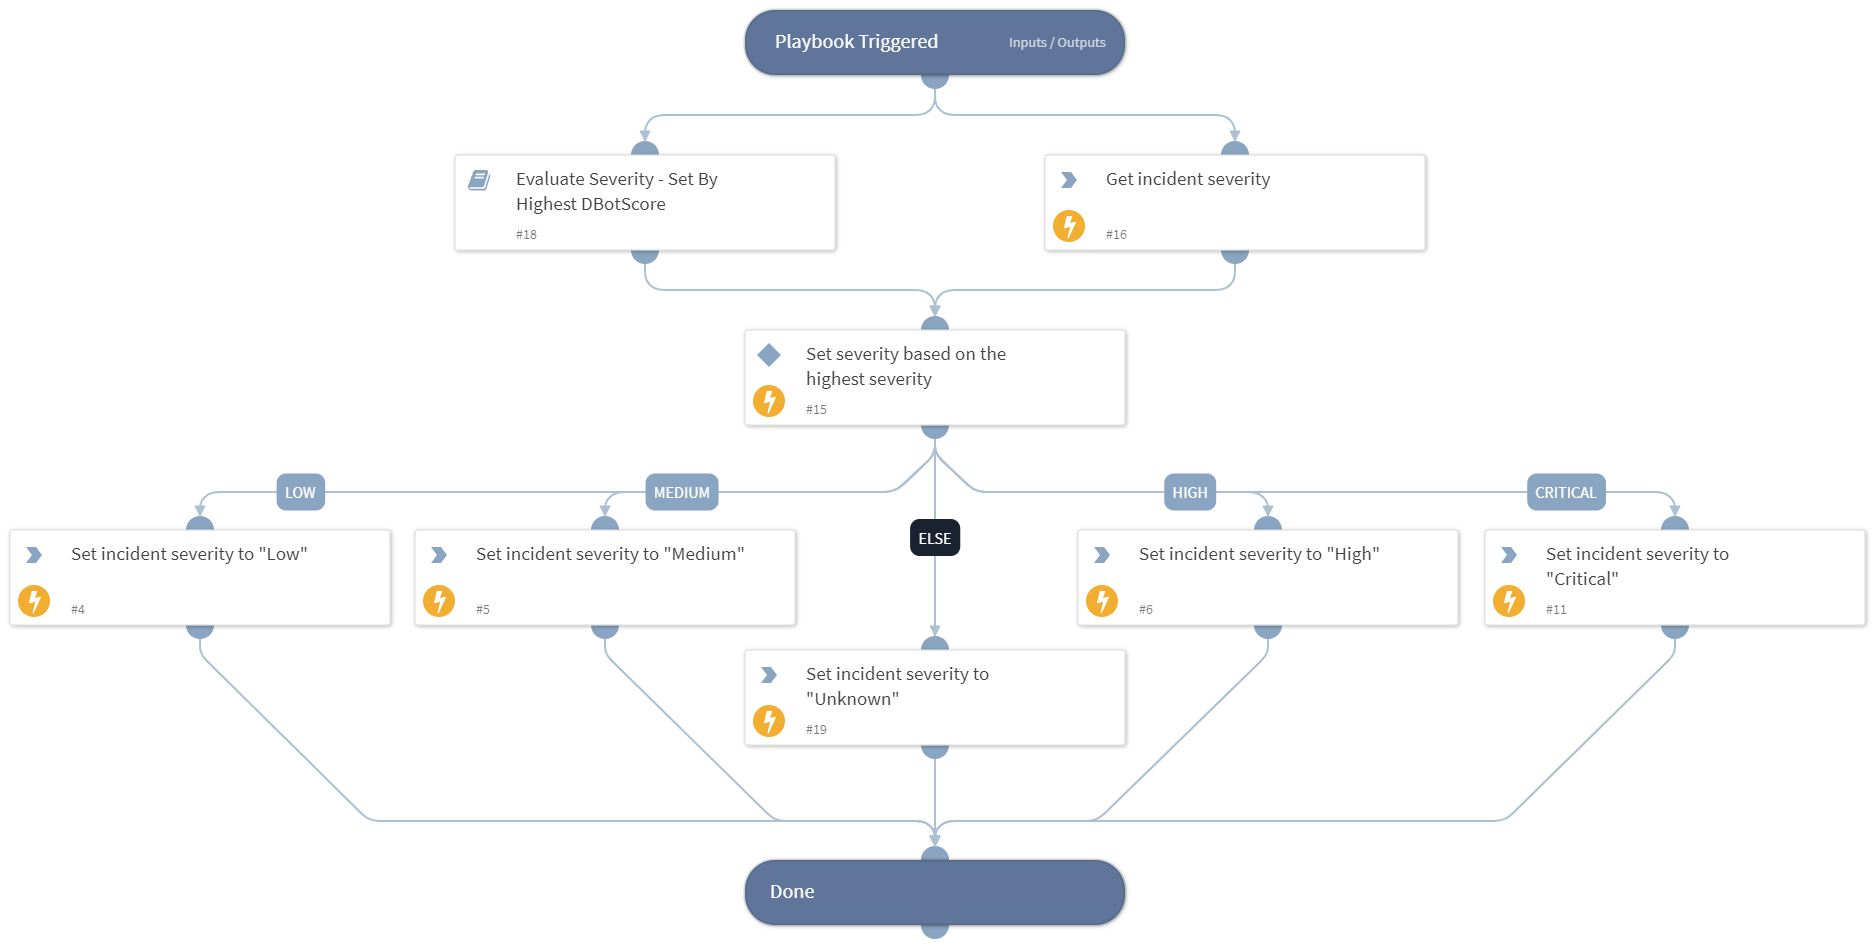 Playbook Triggered
Inputs / Outputs
Evaluate Severity - Set By
Highest DBotScore
#18
Get incident severity
#16
Set severity based on the
highest severity
#15
LOW
MEDIUM
HIGH
CRITICAL
ELSE
Set incident severity to "Low"
#4
Set incident severity to "Medium"
#5
Set incident severity to "High"
#6
Set incident severity to
"Critical"
#11
Set incident severity to
"Unknown"
#19
Done